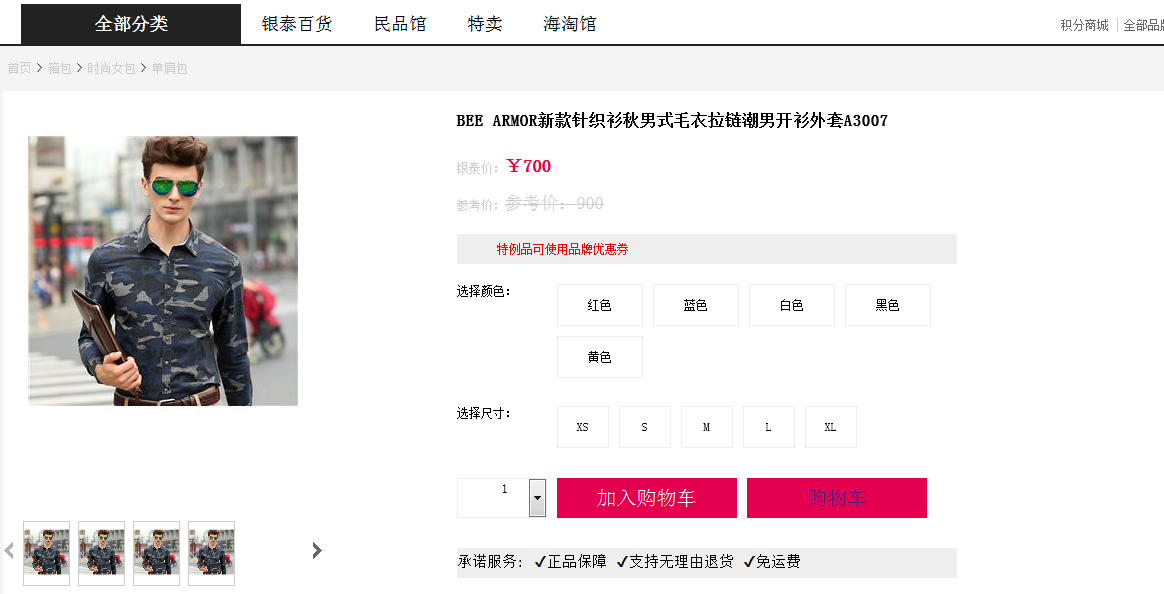 全部分类 银泰百货 民品馆 特卖 海淘馆 积分商城 全部品牌
首页 > 箱包 > 时尚女包 > 单肩包
BEE ARMOR新款针织衫秋男式毛衣拉链潮男开衫外套A3007
银泰价: ￥700
参考价: 参考价: 900
特例品可使用品牌优惠券
选择颜色: 红色 蓝色 白色 黑色
黄色
选择尺寸: XS S M L XL
1 加入购物车 购物车
承诺服务: ✓正品保障 ✓支持无理由退货 ✓免运费